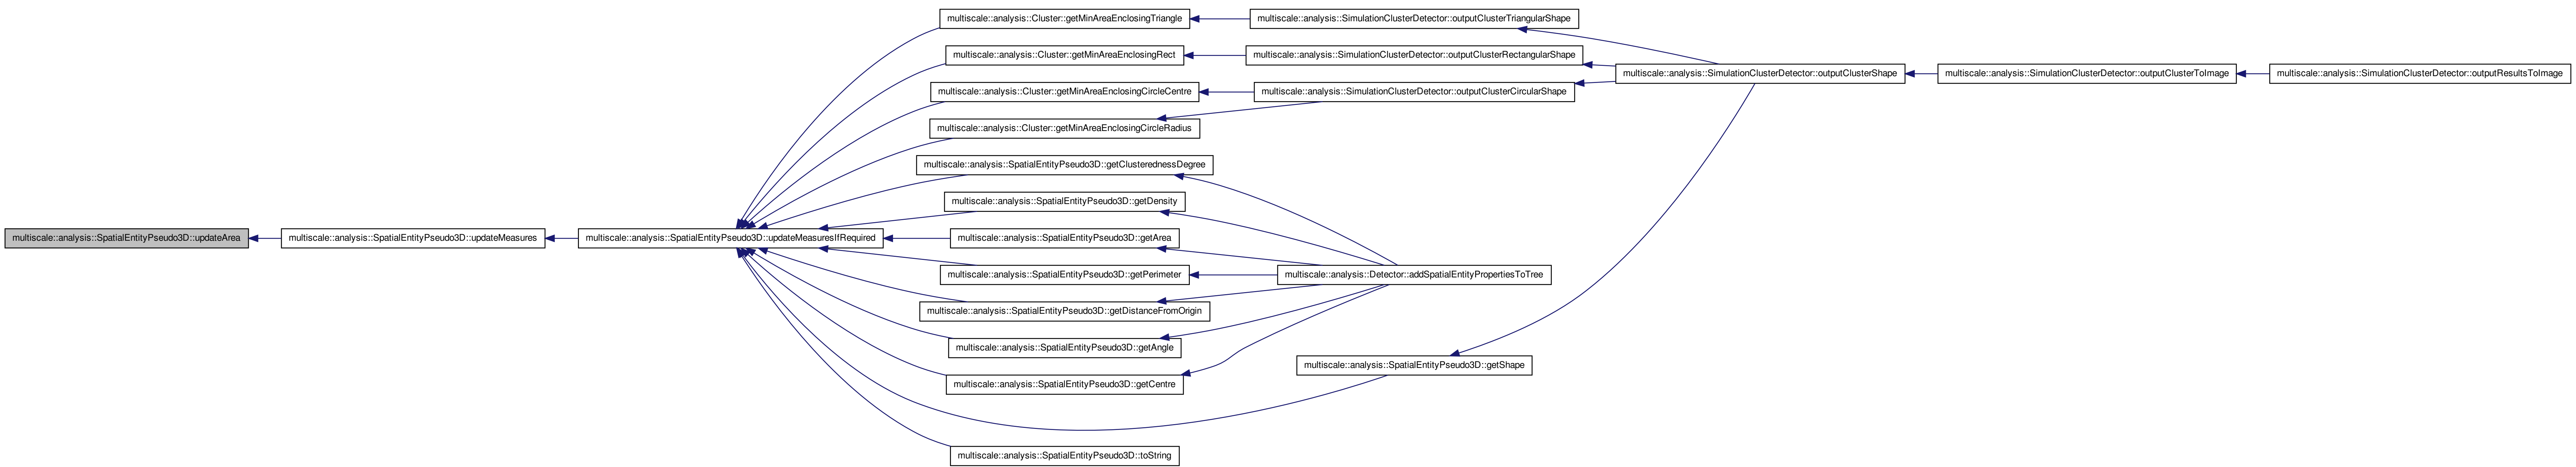 multiscale::analysis::Cluster::getMinAreaEnclosingTriangle
multiscale::analysis::SimulationClusterDetector::outputClusterTriangularShape
multiscale::analysis::Cluster::getMinAreaEnclosingRect
multiscale::analysis::SimulationClusterDetector::outputClusterRectangularShape
multiscale::analysis::SimulationClusterDetector::outputClusterShape
multiscale::analysis::SimulationClusterDetector::outputClusterToImage
multiscale::analysis::SimulationClusterDetector::outputResultsToImage
multiscale::analysis::Cluster::getMinAreaEnclosingCircleCentre
multiscale::analysis::SimulationClusterDetector::outputClusterCircularShape
multiscale::analysis::Cluster::getMinAreaEnclosingCircleRadius
multiscale::analysis::SpatialEntityPseudo3D::getClusterednessDegree
multiscale::analysis::SpatialEntityPseudo3D::getDensity
multiscale::analysis::SpatialEntityPseudo3D::updateArea
multiscale::analysis::SpatialEntityPseudo3D::updateMeasures
multiscale::analysis::SpatialEntityPseudo3D::updateMeasuresIfRequired
multiscale::analysis::SpatialEntityPseudo3D::getArea
multiscale::analysis::SpatialEntityPseudo3D::getPerimeter
multiscale::analysis::Detector::addSpatialEntityPropertiesToTree
multiscale::analysis::SpatialEntityPseudo3D::getDistanceFromOrigin
multiscale::analysis::SpatialEntityPseudo3D::getAngle
multiscale::analysis::SpatialEntityPseudo3D::getShape
multiscale::analysis::SpatialEntityPseudo3D::getCentre
multiscale::analysis::SpatialEntityPseudo3D::toString